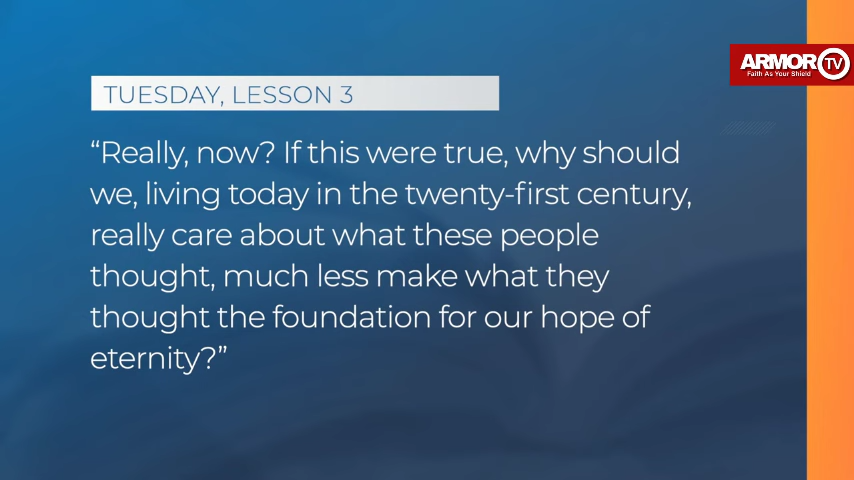 ARMOR TV
Faith As Your Shield
TUESDAY, LESSON 3
“Really, now? If this were true, why should
we, living today in the twenty-first century,
really care about what these people
thought, much less make what they
thought the foundation for our hope of
eternity?”